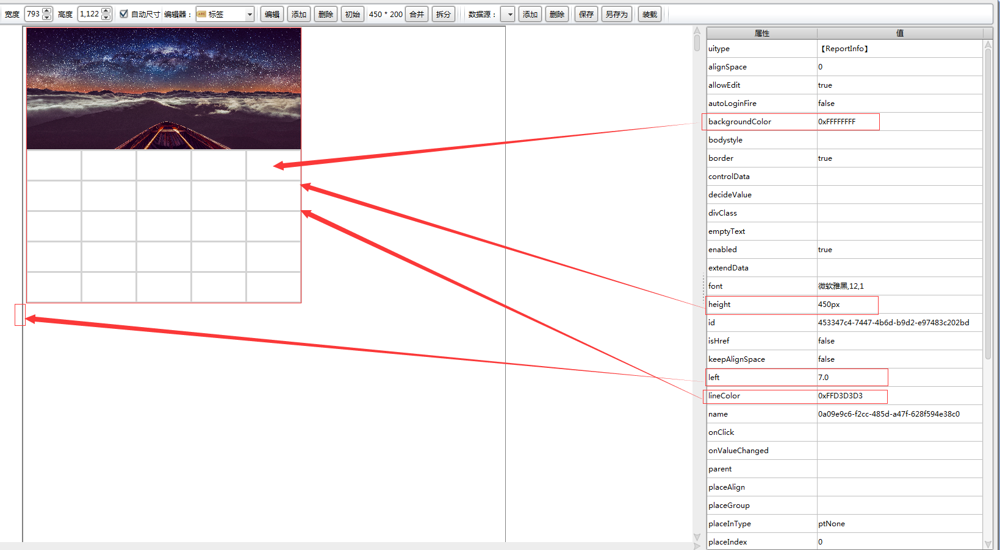 宽度 793 高度 1,122 自动尺寸 编辑器： ABC 标签 编辑 添加 删除 初始 450 * 200 合并 拆分 数据源： 添加 删除 保存 另存为 装载
属性 值
uitype 【ReportInfo】
alignSpace 0
allowEdit true
autoLoginFire false
backgroundColor 0xFFFFFFFF
bodystyle
border true
controlData
decideValue
divClass
emptyText
enabled true
extendData
font 微软雅黑,12,1
height 450px
id 453347c4-7447-4b6d-b9d2-e97483c202bd
isHref false
keepAlignSpace false
left 7.0
lineColor 0xFFD3D3D3
name 0a09e9c6-f2cc-485d-a47f-628f594e38c0
onClick
onValueChanged
parent
placeAlign
placeGroup
placeInType ptNone
placeIndex 0